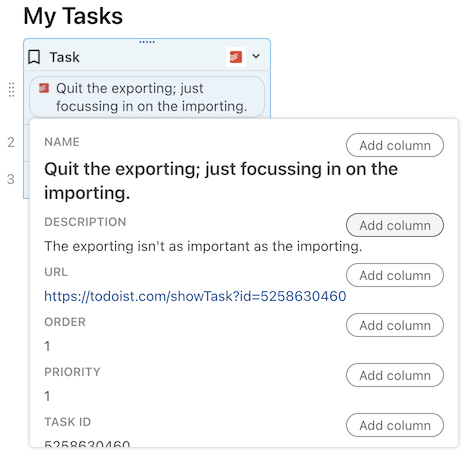 My Tasks
Task
Quit the exporting; just
focussing in on the importing.
2
3
NAME
Add column
Quit the exporting; just focussing in on the
importing.
DESCRIPTION
Add column
The exporting isn't as important as the importing.
URL
Add column
https://todoist.com/showTask?id=5258630460
ORDER
Add column
1
PRIORITY
Add column
1
TASK ID
Add column
5258630460